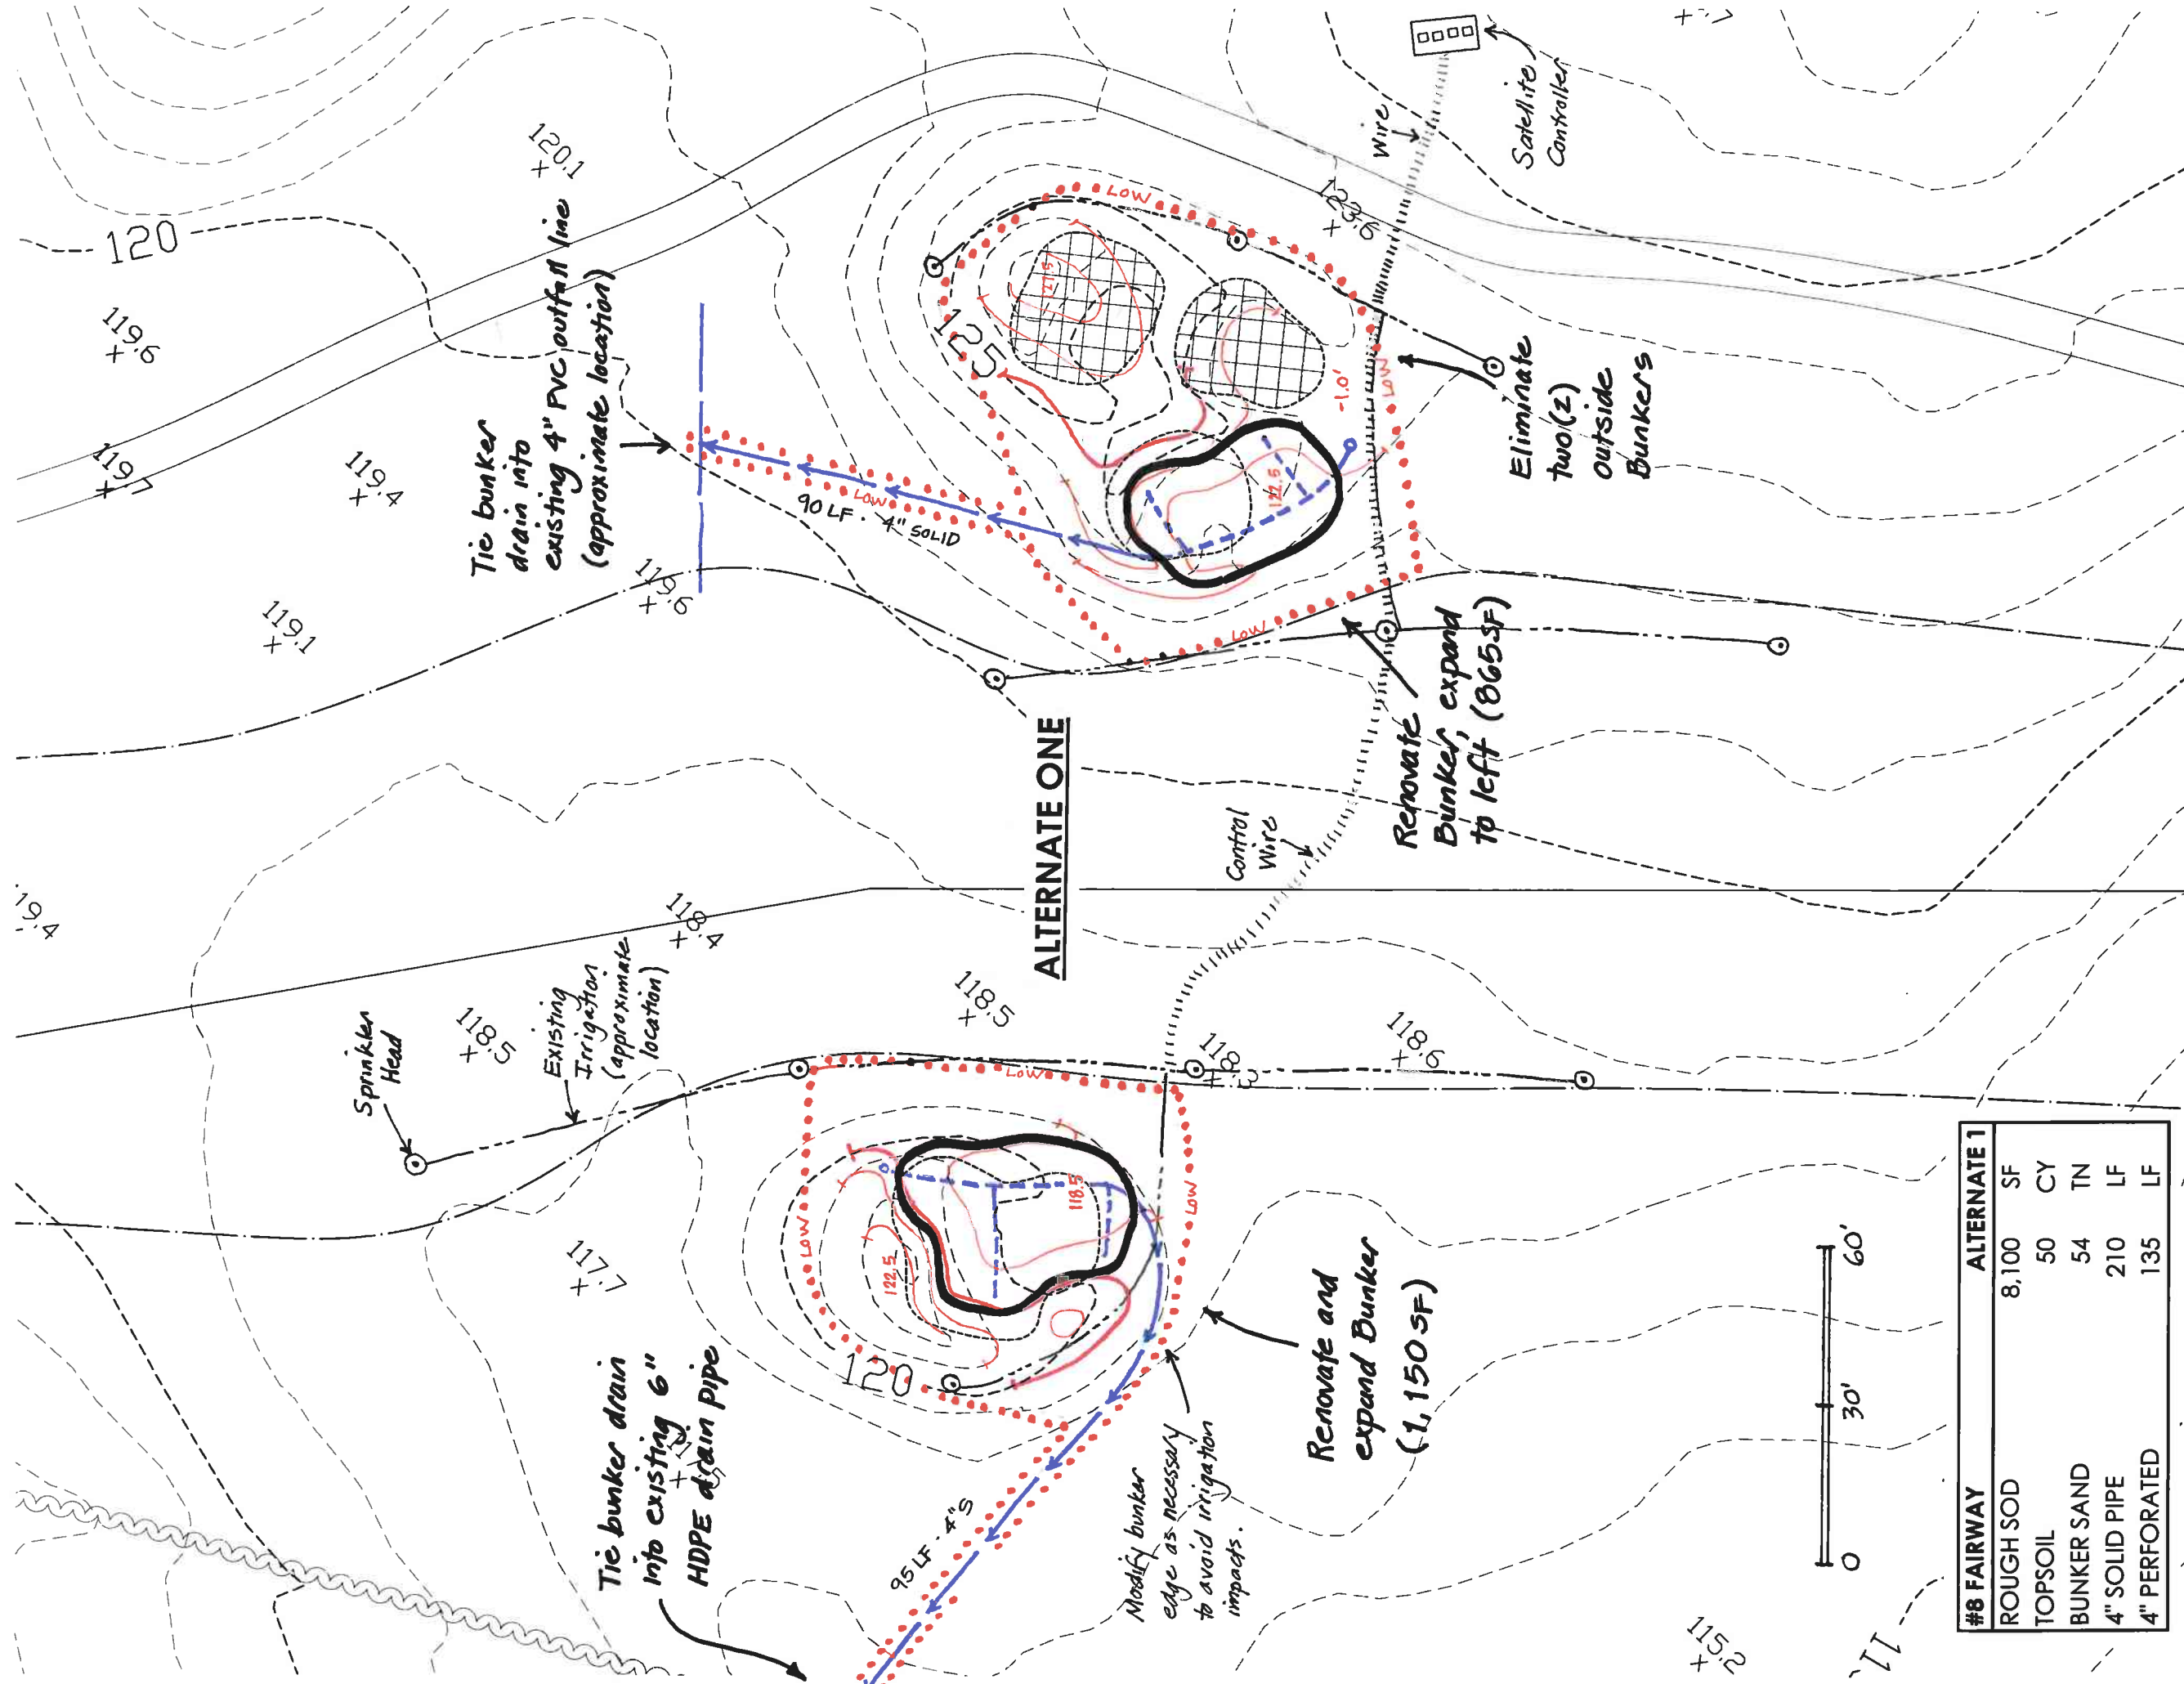 120
120.1
119.6
119.7
119.4
119.6
119.1
Tie bunker
drain into
existing 4" PVC outfall line
(approximate location)
90 LF · 4" SOLID
LOW
LOW
LOW
LOW
125
121.5
122.5
-1.0'
123.6
Wire
Satellite
Controller
Eliminate
two (2)
outside
Bunkers
Renovate
Bunker, expand
to left (865 SF)
ALTERNATE ONE
Control
Wire
19.4
118.4
118.5
118.5
118.6
Sprinkler
Head
Existing
Irrigation
(approximate
location)
LOW
LOW
LOW
118.5
122.5
120
117.7
Tie bunker drain
into existing 6"
HDPE drain pipe
95 LF · 4" S
Modify bunker
edge as necessary
to avoid irrigation
impacts.
Renovate and
expand Bunker
(1,150 SF)
0 30' 60'
115.2
11
#8 FAIRWAY ALTERNATE 1
ROUGH SOD 8,100 SF
TOPSOIL 50 CY
BUNKER SAND 54 TN
4" SOLID PIPE 210 LF
4" PERFORATED 135 LF